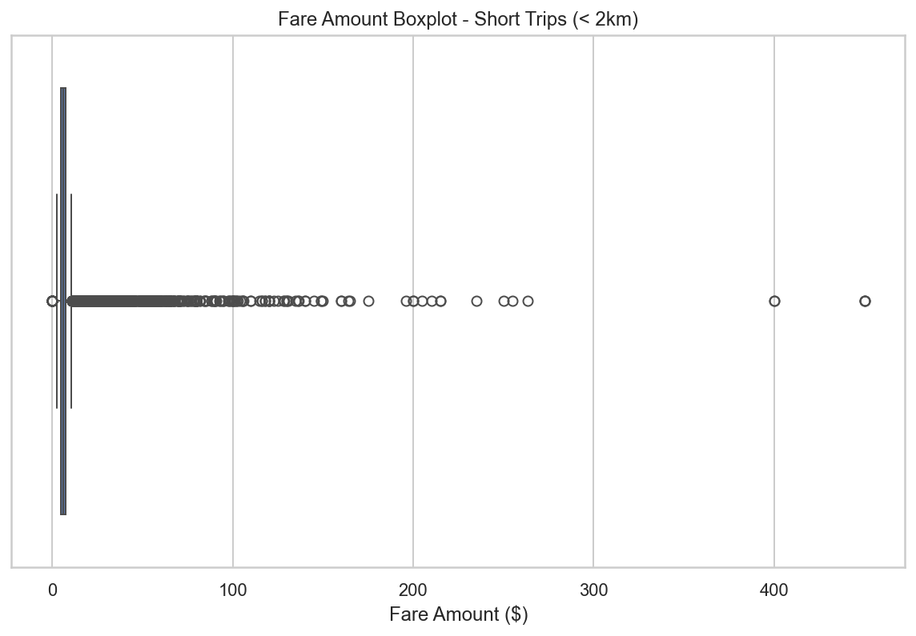 Fare Amount Boxplot - Short Trips (< 2km)
0 100 200 300 400
Fare Amount ($)